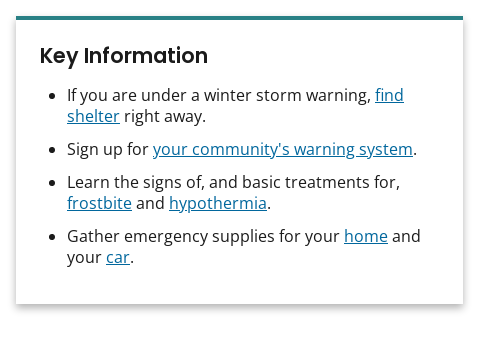 Key Information
• If you are under a winter storm warning, find
shelter right away.
• Sign up for your community's warning system.
• Learn the signs of, and basic treatments for,
frostbite and hypothermia.
• Gather emergency supplies for your home and
your car.